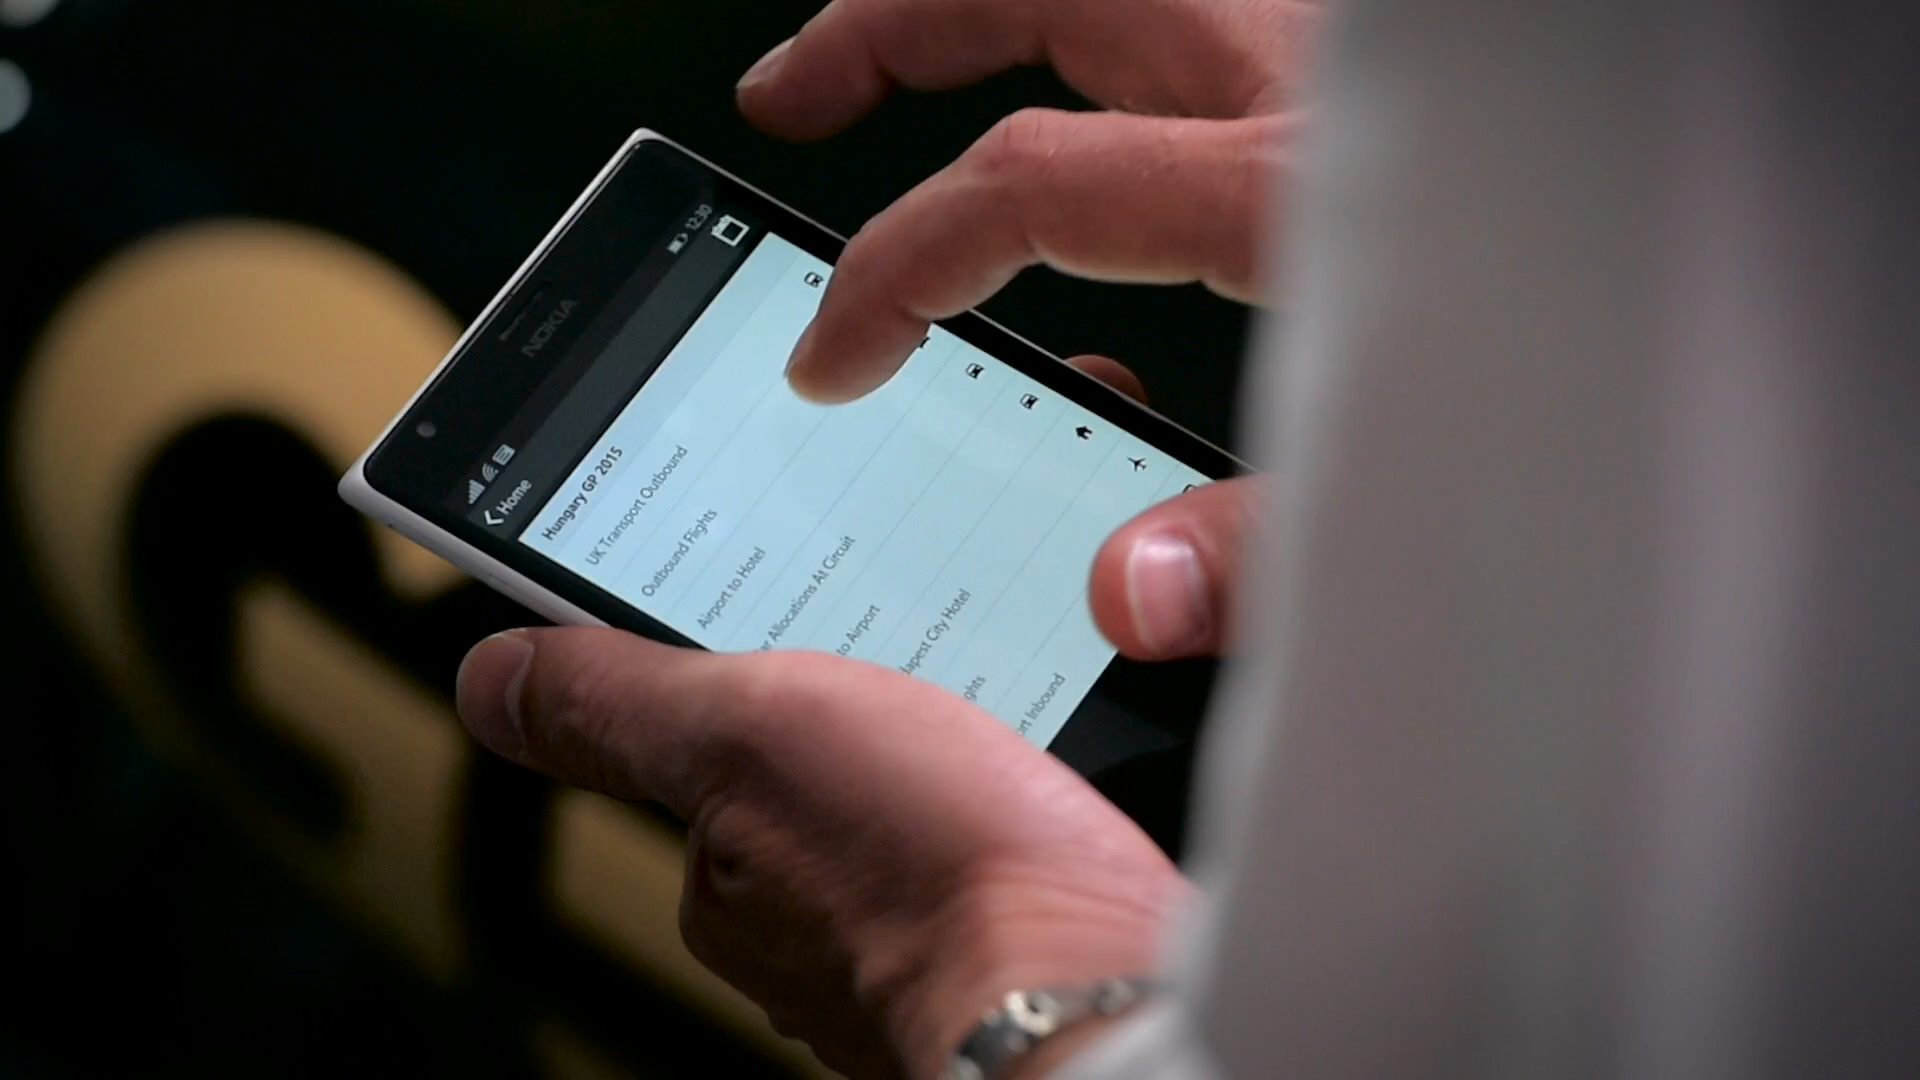 12:30
NOKIA
Home
Hungary GP 2015
UK Transport Outbound
Outbound Flights
Airport to Hotel
Allocations At Circuit
to Airport
City Hotel
Inbound